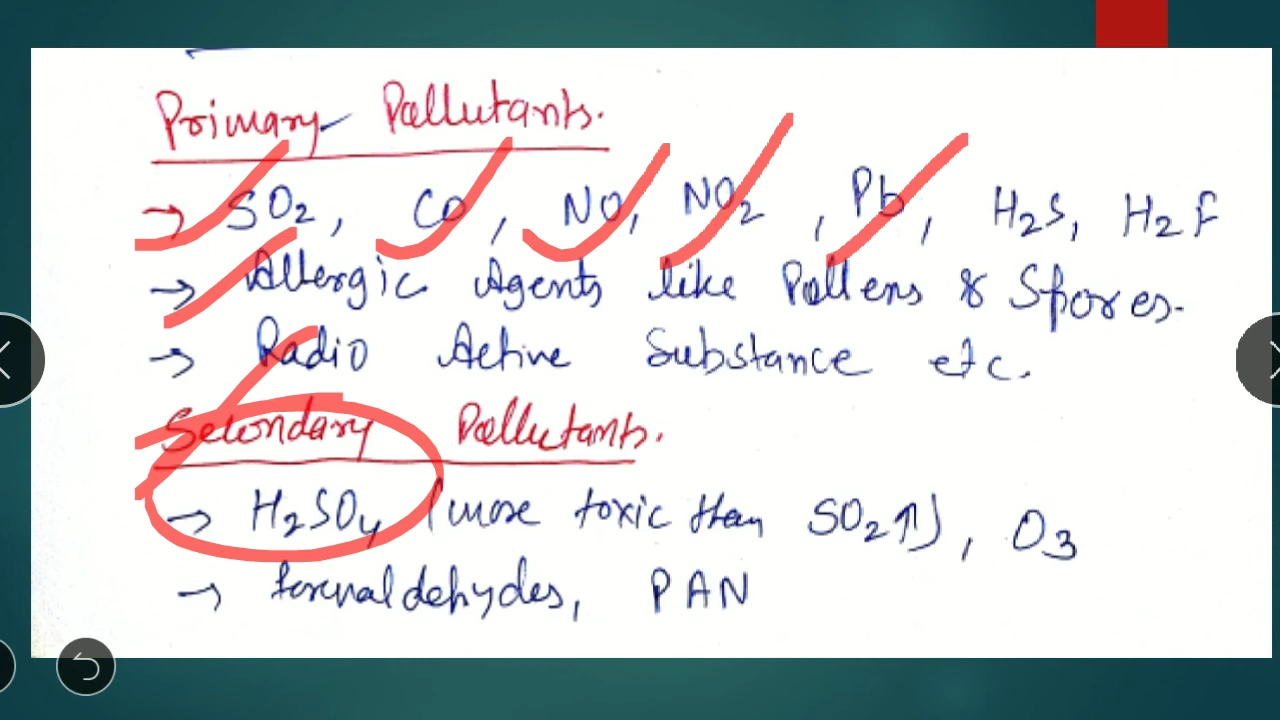 Primary Pollutants.
→ SO2, CO, NO, NO2, Pb, H2S, H2F
→ Allergic Agents like Pollens & Spores.
→ Radio Active Substance etc.
Secondary Pollutants.
→ H2SO4 (more toxic than SO2↑), O3
→ formaldehydes, PAN